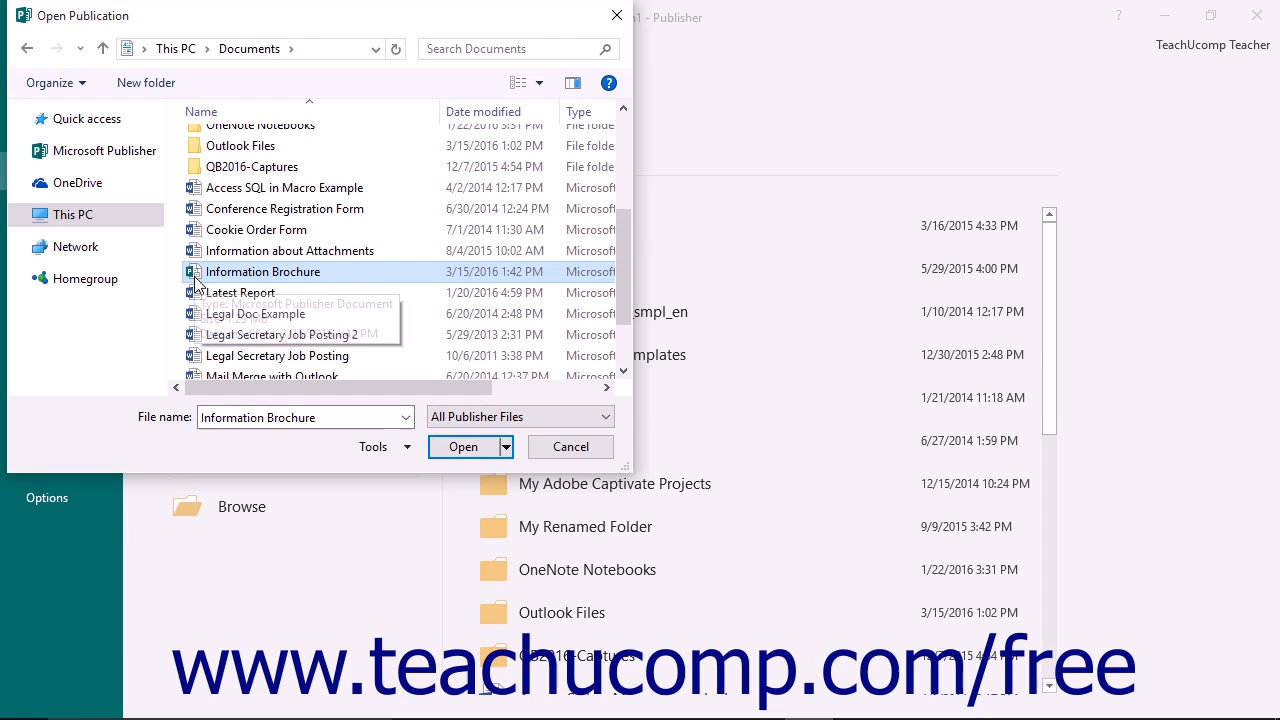 Open Publication
n1 - Publisher
?
TeachUcomp Teacher
This PC > Documents >
Search Documents
Organize
New folder
Name
Date modified
Type
Quick access
Microsoft Publisher
OneDrive
This PC
Network
Homegroup
OneNote Notebooks 1/22/2016 3:31 PM File folde
Outlook Files 3/15/2016 1:02 PM File folde
QB2016-Captures 12/7/2015 4:54 PM File folde
Access SQL in Macro Example 4/2/2014 12:17 PM Microsoft
Conference Registration Form 6/30/2014 12:24 PM Microsoft
Cookie Order Form 7/1/2014 11:30 AM Microsoft
Information about Attachments 8/4/2015 10:02 AM Microsoft
Information Brochure 3/15/2016 1:42 PM Microsoft
Latest Report 1/20/2016 4:59 PM Microsoft
Type: Microsoft Publisher Document
Legal Doc Example 6/20/2014 2:48 PM Microsoft
Legal Secretary Job Posting 2 5/29/2013 2:31 PM Microsoft
Legal Secretary Job Posting 10/6/2011 3:38 PM Microsoft
Mail Merge with Outlook 6/20/2014 12:37 PM Microsoft
File name: Information Brochure
All Publisher Files
Tools
Open
Cancel
Options
Browse
3/16/2015 4:33 PM
5/29/2015 4:00 PM
_smpl_en 1/10/2014 12:17 PM
mplates 12/30/2015 2:48 PM
1/21/2014 11:18 AM
6/27/2014 1:59 PM
My Adobe Captivate Projects 12/15/2014 10:24 PM
My Renamed Folder 9/9/2015 3:42 PM
OneNote Notebooks 1/22/2016 3:31 PM
Outlook Files 3/15/2016 1:02 PM
QB2016-Captures
www.teachucomp.com/free